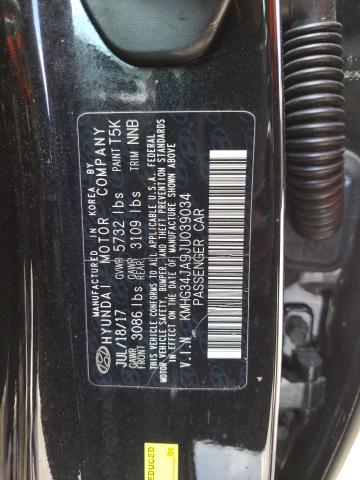 MANUFACTURED IN KOREA BY
HYUNDAI MOTOR COMPANY
JUL/18/17 GVWR 5732 lbs PAINT T5K
GAWR FRONT 3086 lbs GAWR REAR 3109 lbs TRIM NNB
THIS VEHICLE CONFORMS TO ALL APPLICABLE U.S.A. FEDERAL
MOTOR VEHICLE SAFETY, BUMPER, AND THEFT PREVENTION STANDARDS
IN EFFECT ON THE DATE OF MANUFACTURE SHOWN ABOVE
V.I.N KMHG34JA9JU039034
PASSENGER CAR